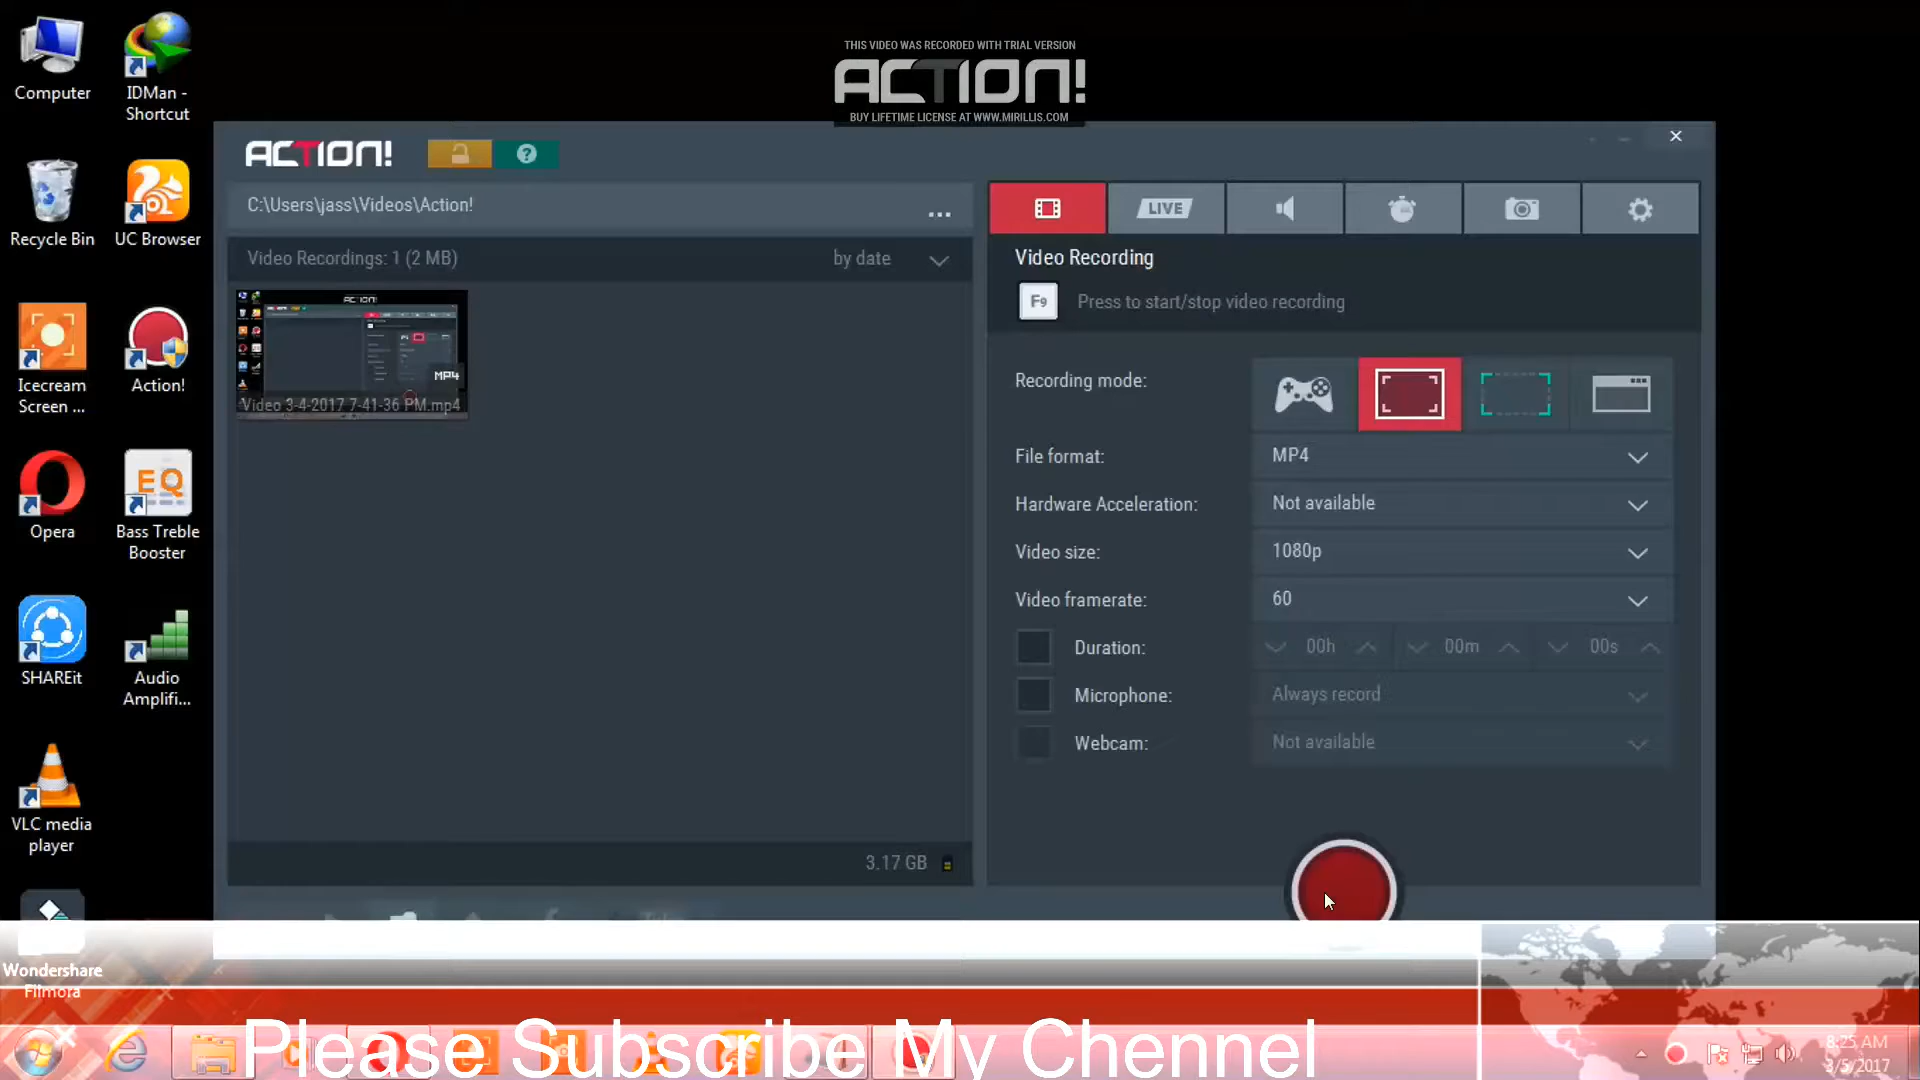 Computer
IDMan -
Shortcut
Recycle Bin
UC Browser
Icecream
Screen ...
Action!
Opera
Bass Treble
Booster
SHAREit
Audio
Amplifi...
VLC media
player
Wondershare
Filmora
THIS VIDEO WAS RECORDED WITH TRIAL VERSION
ACTION!
BUY LIFETIME LICENSE AT WWW.MIRILLIS.COM
ACTION!
?
C:\Users\jass\Videos\Action!
...
Video Recordings: 1 (2 MB)
by date
MP4
Video 3-4-2017 7-41-36 PM.mp4
3.17 GB
LIVE
Video Recording
F9
Press to start/stop video recording
Recording mode:
File format:
MP4
Hardware Acceleration:
Not available
Video size:
1080p
Video framerate:
60
Duration:
00h
00m
00s
Microphone:
Always record
Webcam:
Not available
Please Subscribe My Chennel
8:25 AM
3/5/2017